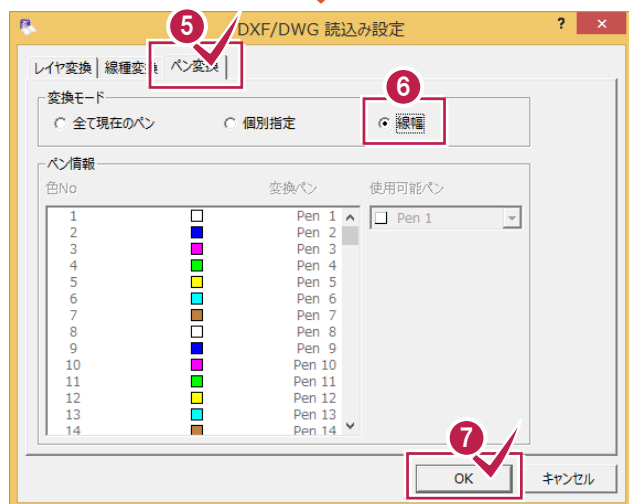 5
DXF/DWG 読込み設定 ? ×
レイヤ変換 線種変換 ペン変換
変換モード
6
全て現在のペン 個別指定 線幅
ペン情報
色No 変換ペン 使用可能ペン
1 Pen 1 Pen 1
2 Pen 2
3 Pen 3
4 Pen 4
5 Pen 5
6 Pen 6
7 Pen 7
8 Pen 8
9 Pen 9
10 Pen 10
11 Pen 11
12 Pen 12
13 Pen 13
14 Pen 14
7
OK キャンセル